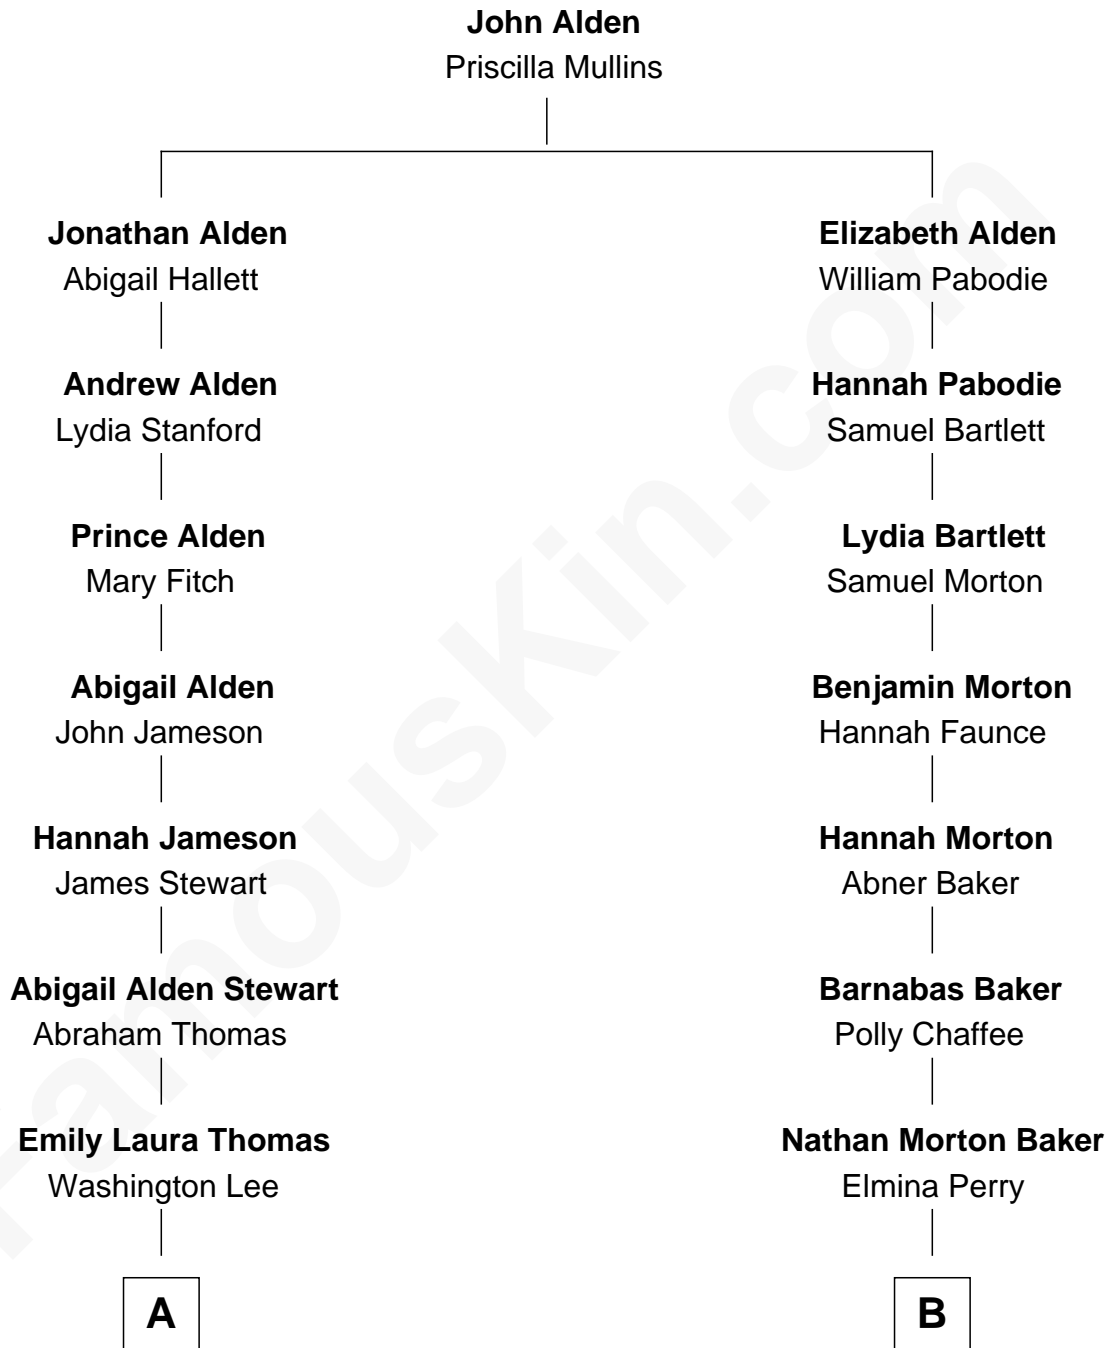 John Alden
Priscilla Mullins
Jonathan Alden
Abigail Hallett
Elizabeth Alden
William Pabodie
Andrew Alden
Lydia Stanford
Hannah Pabodie
Samuel Bartlett
Prince Alden
Mary Fitch
Lydia Bartlett
Samuel Morton
Abigail Alden
John Jameson
Benjamin Morton
Hannah Faunce
Hannah Jameson
James Stewart
Hannah Morton
Abner Baker
Abigail Alden Stewart
Abraham Thomas
Barnabas Baker
Polly Chaffee
Emily Laura Thomas
Washington Lee
Nathan Morton Baker
Elmina Perry
A
B
FamousKin.com